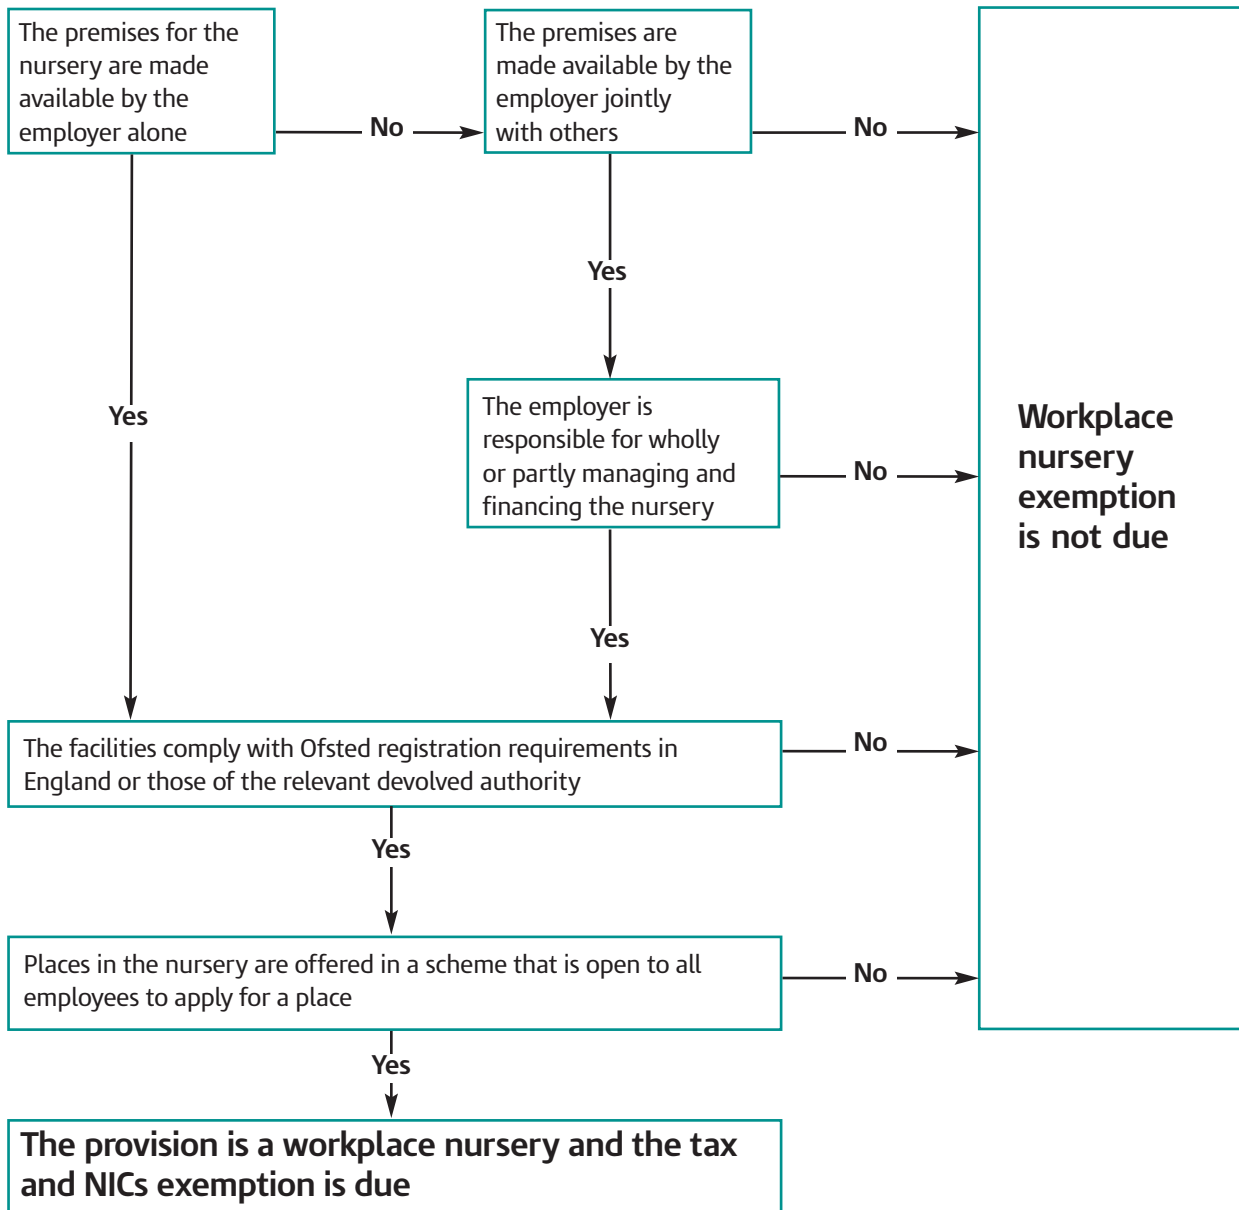 The premises for the
nursery are made
available by the
employer alone
No
The premises are
made available by the
employer jointly
with others
No
Yes
Yes
The employer is
responsible for wholly
or partly managing and
financing the nursery
No
Workplace
nursery
exemption
is not due
Yes
The facilities comply with Ofsted registration requirements in
England or those of the relevant devolved authority
No
Yes
Places in the nursery are offered in a scheme that is open to all
employees to apply for a place
No
Yes
The provision is a workplace nursery and the tax
and NICs exemption is due